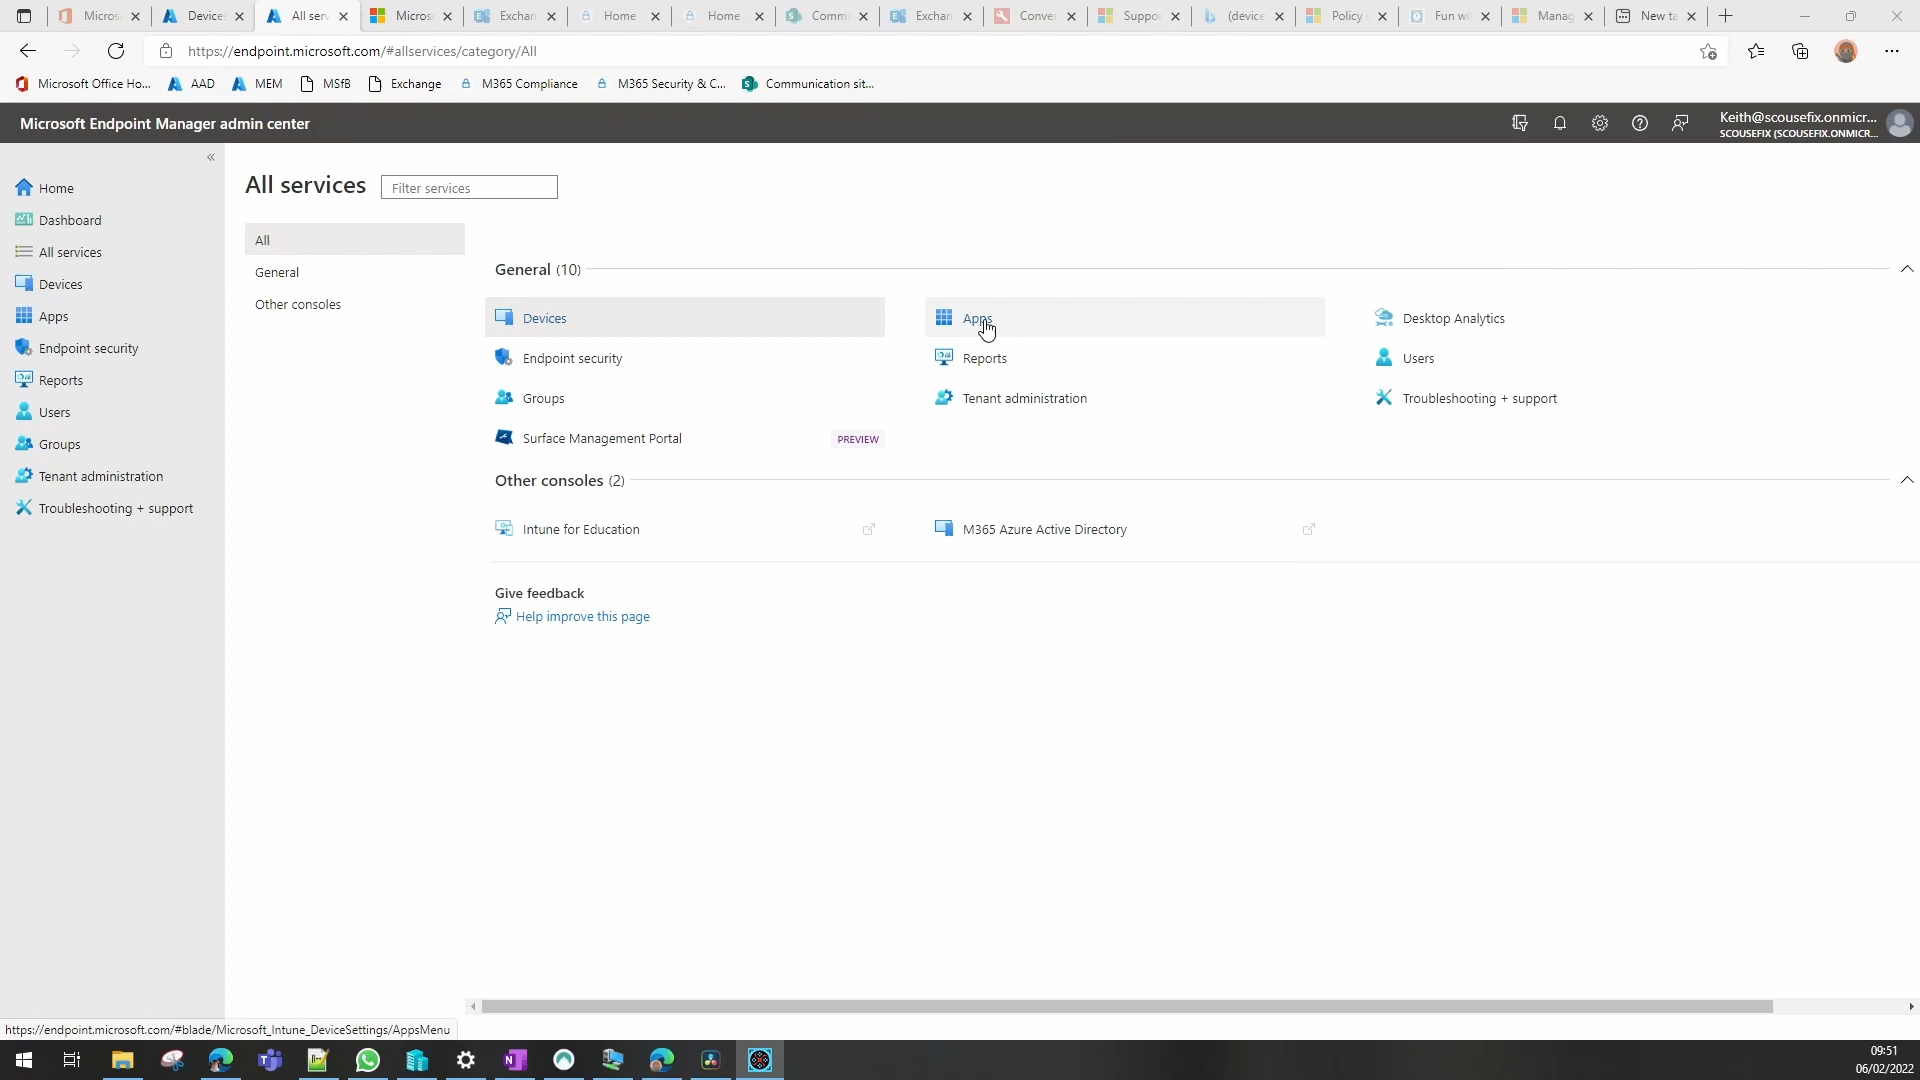 Micros
Devices
All serv
Micros
Exchan
Home
Home
Comm
Exchan
Conver
Suppor
(device
Policy
Fun wi
Manag
New ta
https://endpoint.microsoft.com/#allservices/category/All
Microsoft Office Ho...
AAD
MEM
MSfB
Exchange
M365 Compliance
M365 Security & C...
Communication sit...
Microsoft Endpoint Manager admin center
Keith@scousefix.onmicr...
SCOUSEFIX (SCOUSEFIX.ONMICR...
Home
Dashboard
All services
Devices
Apps
Endpoint security
Reports
Users
Groups
Tenant administration
Troubleshooting + support
All services
Filter services
All
General
Other consoles
General (10)
Devices
Apps
Desktop Analytics
Endpoint security
Reports
Users
Groups
Tenant administration
Troubleshooting + support
Surface Management Portal
PREVIEW
Other consoles (2)
Intune for Education
M365 Azure Active Directory
Give feedback
Help improve this page
https://endpoint.microsoft.com/#blade/Microsoft_Intune_DeviceSettings/AppsMenu
09:51
06/02/2022